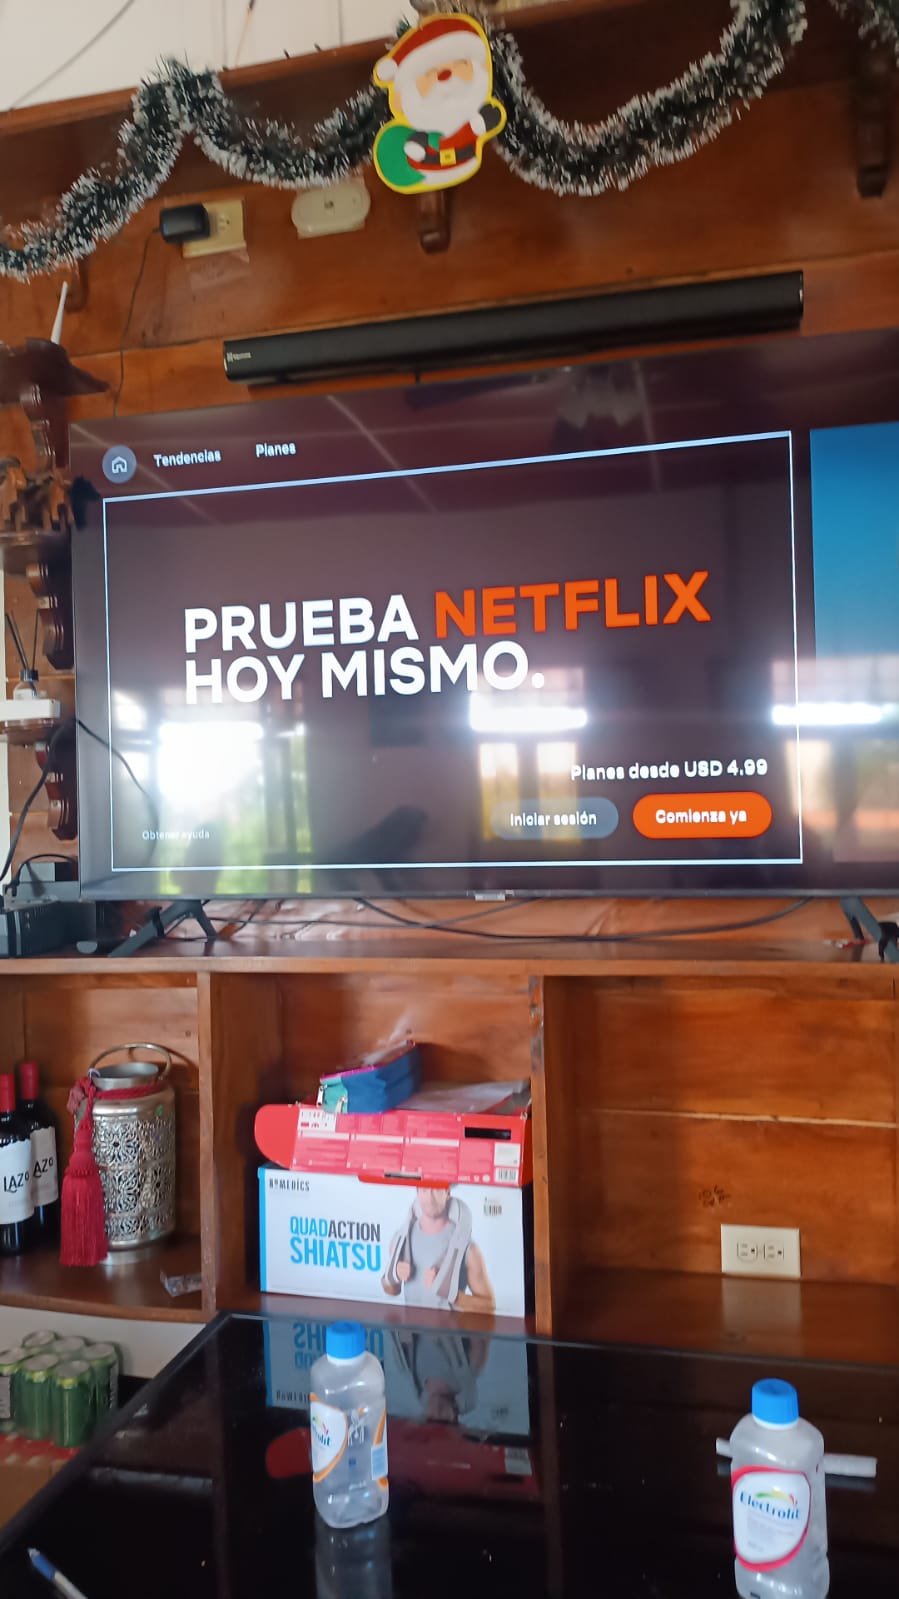 Tendencias
Planes
PRUEBA NETFLIX
HOY MISMO.
Planes desde USD 4.99
Iniciar sesión
Comienza ya
Obtener ayuda
LAZO
LAZO
HOMEDICS
QUADACTION
SHIATSU
Electrolit